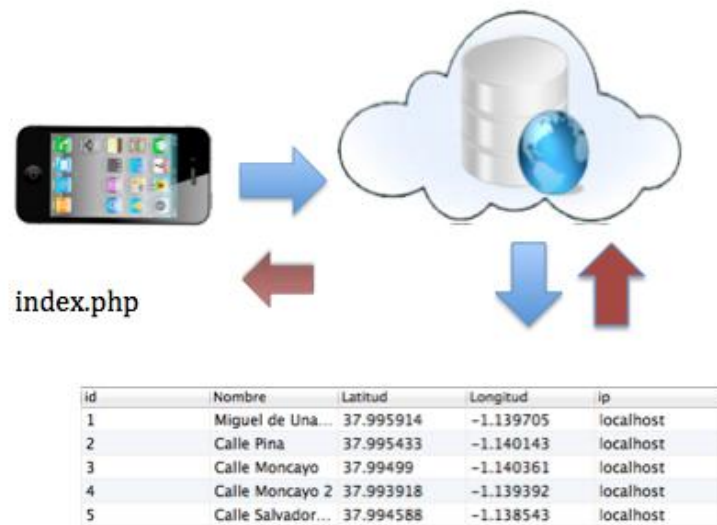 index.php
id Nombre Latitud Longitud ip
1 Miguel de Una... 37.995914 -1.139705 localhost
2 Calle Pina 37.995433 -1.140143 localhost
3 Calle Moncayo 37.99499 -1.140361 localhost
4 Calle Moncayo 2 37.993918 -1.139392 localhost
5 Calle Salvador... 37.994588 -1.138543 localhost